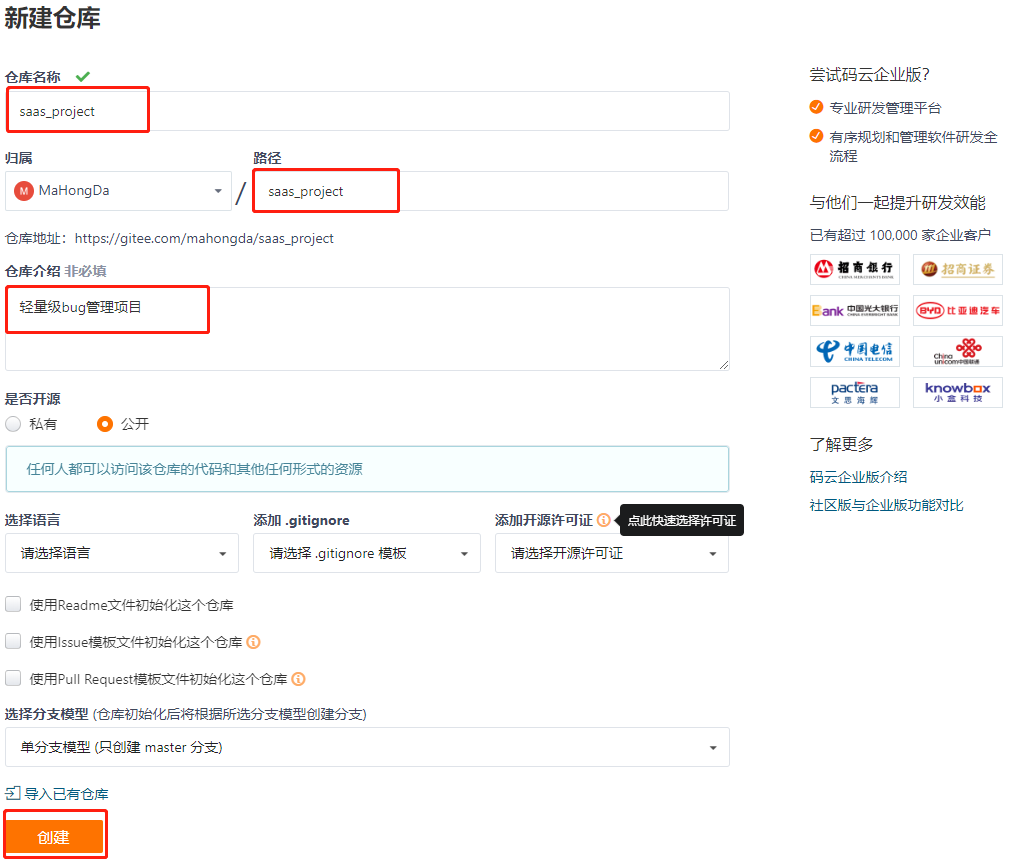 新建仓库
仓库名称
saas_project
归属
路径
M MaHongDa
/
saas_project
仓库地址：https://gitee.com/mahongda/saas_project
仓库介绍 非必填
轻量级bug管理项目
是否开源
私有
公开
任何人都可以访问该仓库的代码和其他任何形式的资源
选择语言
添加 .gitignore
添加开源许可证
点此快速选择许可证
请选择语言
请选择 .gitignore 模板
请选择开源许可证
使用Readme文件初始化这个仓库
使用Issue模板文件初始化这个仓库
使用Pull Request模板文件初始化这个仓库
选择分支模型 (仓库初始化后将根据所选分支模型创建分支)
单分支模型 (只创建 master 分支)
导入已有仓库
创建
尝试码云企业版？
专业研发管理平台
有序规划和管理软件研发全
流程
与他们一起提升研发效能
已有超过 100,000 家企业客户
招商银行
CHINA MERCHANTS BANK
招商证券
Bank 中国光大银行
CHINA EVERBRIGHT BANK
BYD 比亚迪汽车
中国电信
CHINA TELECOM
China
unicom中国联通
pactera
文思海辉
knowbox
小盒科技
了解更多
码云企业版介绍
社区版与企业版功能对比